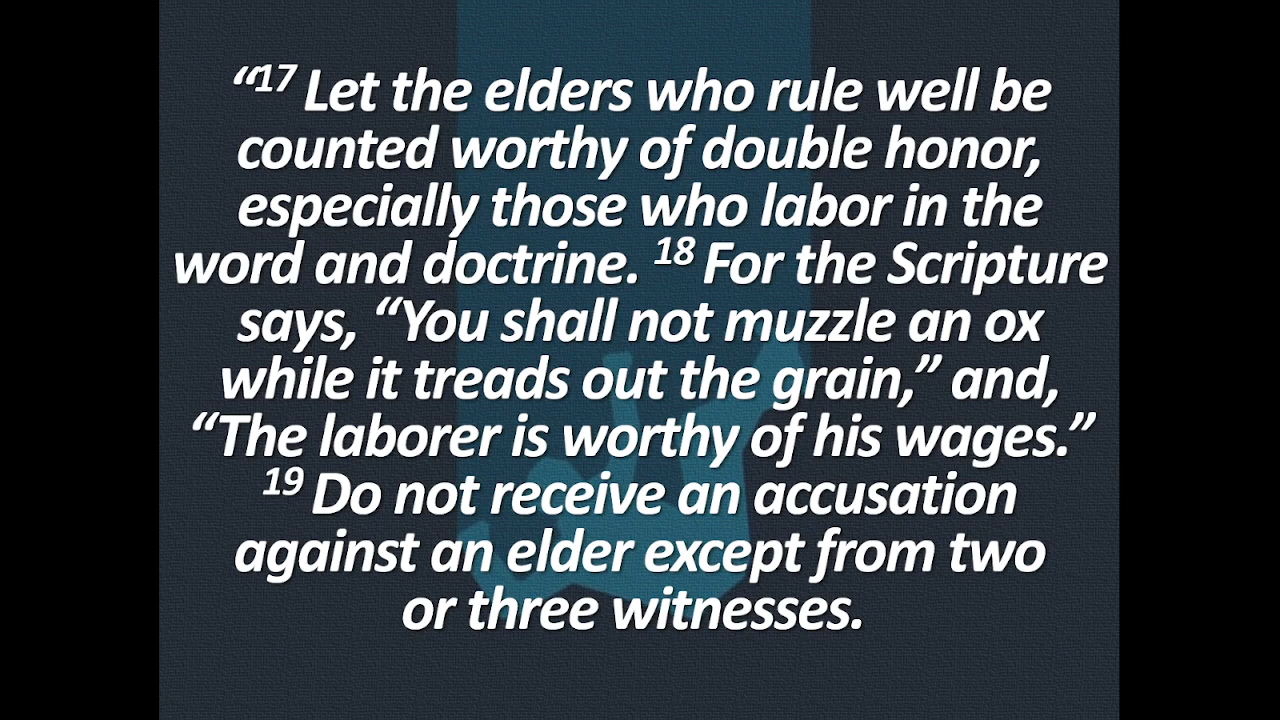 “17 Let the elders who rule well be
counted worthy of double honor,
especially those who labor in the
word and doctrine. 18 For the Scripture
says, “You shall not muzzle an ox
while it treads out the grain,” and,
“The laborer is worthy of his wages.”
19 Do not receive an accusation
against an elder except from two
or three witnesses.